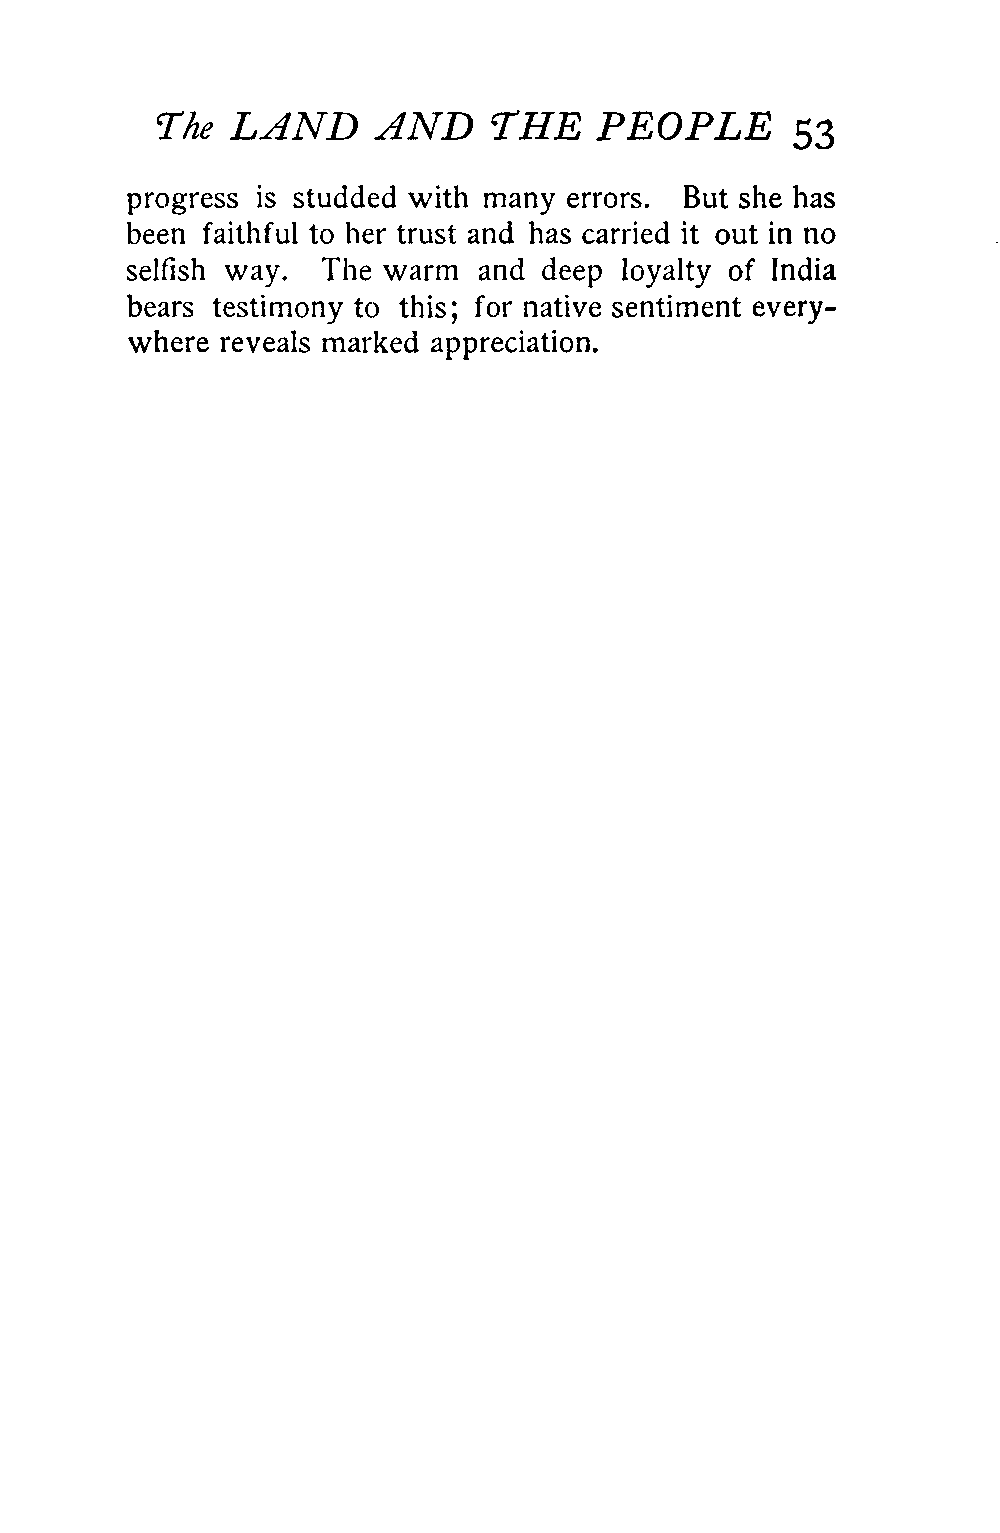 The LAND AND THE PEOPLE 53
progress is studded with many errors. But she has
been faithful to her trust and has carried it out in no
selfish way. The warm and deep loyalty of India
bears testimony to this; for native sentiment every-
where reveals marked appreciation.